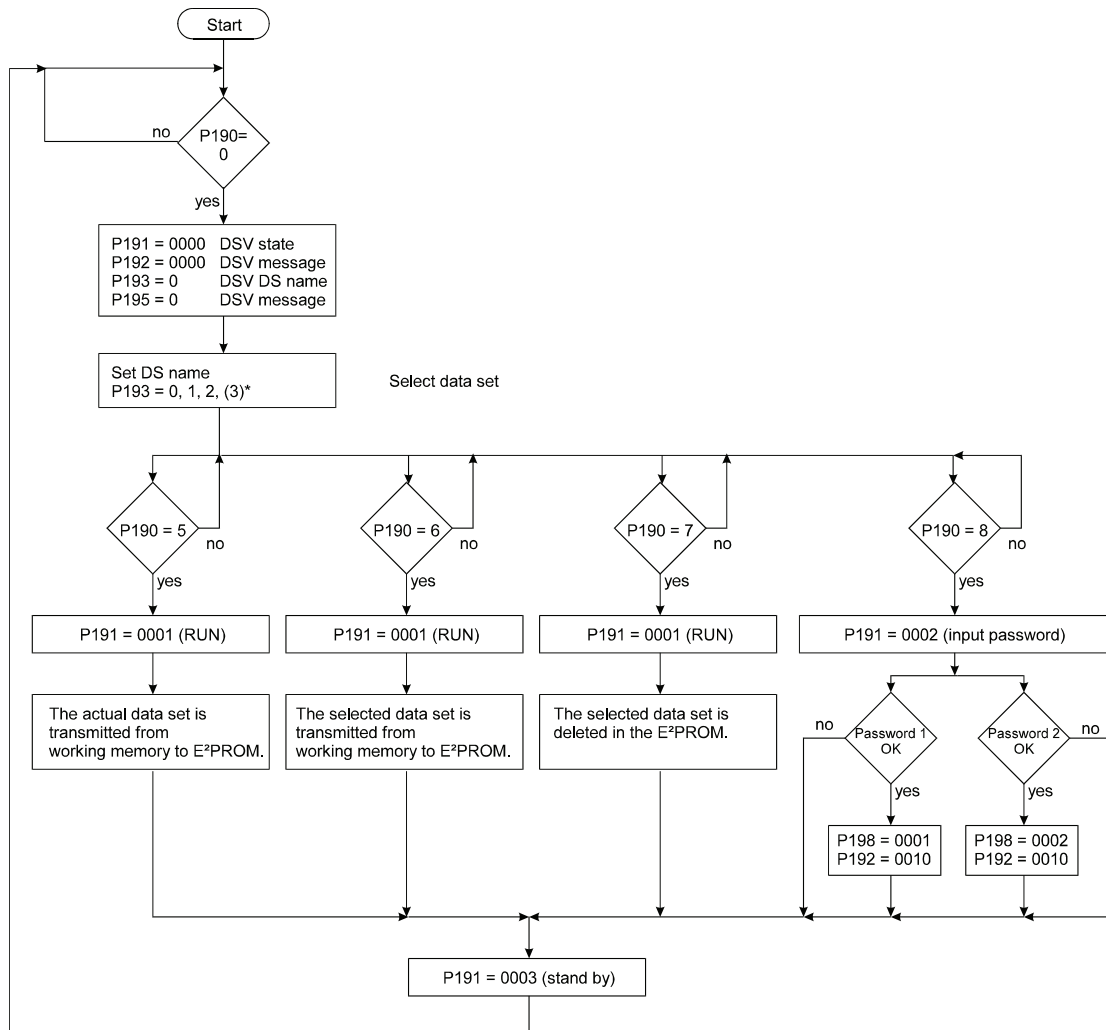 Start
P190=
0
no
yes
P191 = 0000 DSV state
P192 = 0000 DSV message
P193 = 0 DSV DS name
P195 = 0 DSV message
Set DS name
P193 = 0, 1, 2, (3)*
Select data set
P190 = 5
no
yes
P190 = 6
no
yes
P190 = 7
no
yes
P190 = 8
no
yes
P191 = 0001 (RUN)
P191 = 0001 (RUN)
P191 = 0001 (RUN)
P191 = 0002 (input password)
The actual data set is
transmitted from
working memory to E²PROM.
The selected data set is
transmitted from
working memory to E²PROM.
The selected data set is
deleted in the E²PROM.
no
Password 1
OK
yes
Password 2
OK
no
yes
P198 = 0001
P192 = 0010
P198 = 0002
P192 = 0010
P191 = 0003 (stand by)